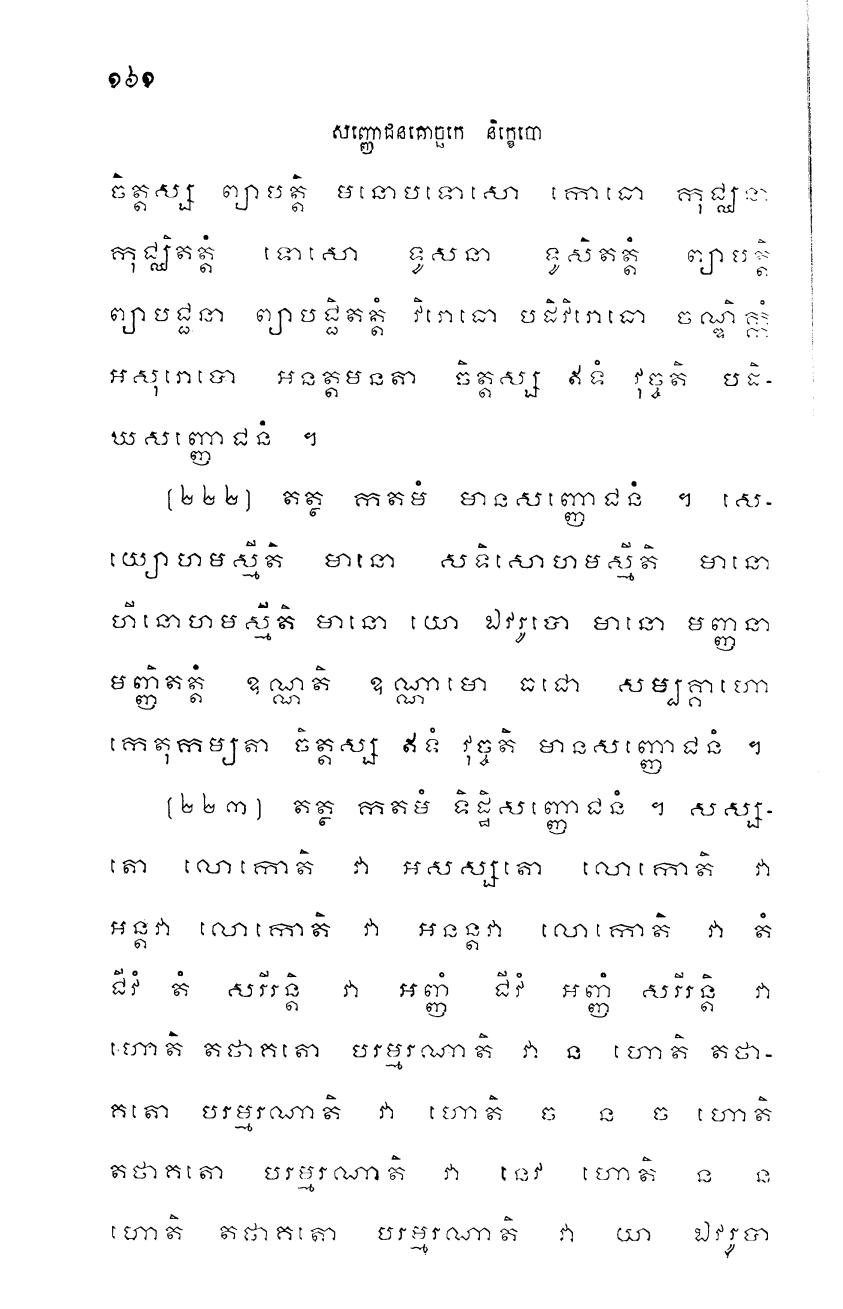 ១៦១
សញ្ញោជនគោច្ឆកេ និក្ខេបោ
ចិត្តស្ស ព្យាបត្តិ មនោបទោសោ កោធោ កុជ្ឈនា
កុជ្ឈិតត្តំ ទោសោ ទូសនា ទូសិតត្តំ ព្យាបត្តិ
ព្យាបជ្ជនា ព្យាបជ្ជិតត្តំ វិរោធោ បដិវិរោធោ ចណ្ឌិក្កំ
អសុរោបោ អនត្តមនតា ចិត្តស្ស ឥទំ វុច្ចតិ បដិ-
ឃសញ្ញោជនំ ។
(២២២) តត្ថ កតមំ មានសញ្ញោជនំ ។ សេ-
យ្យោហមស្មីតិ មានោ សទិសោហមស្មីតិ មានោ
ហីនោហមស្មីតិ មានោ យោ ឯវរូបោ មានោ មញ្ញនា
មញ្ញិតត្តំ ឧណ្ណតិ ឧណ្ណាមោ ធជោ សម្បគ្គាហោ
កេតុកម្យតា ចិត្តស្ស ឥទំ វុច្ចតិ មានសញ្ញោជនំ ។
(២២៣) តត្ថ កតមំ ទិដ្ឋិសញ្ញោជនំ ។ សស្ស-
តោ លោកោតិ វា អសស្សតោ លោកោតិ វា
អន្តវា លោកោតិ វា អនន្តវា លោកោតិ វា តំ
ជីវំ តំ សរីរន្តិ វា អញ្ញំ ជីវំ អញ្ញំ សរីរន្តិ វា
ហោតិ តថាគតោ បរម្មរណាតិ វា ន ហោតិ តថា-
គតោ បរម្មរណាតិ វា ហោតិ ច ន ច ហោតិ
តថាគតោ បរម្មរណាតិ វា នេវ ហោតិ ន ន
ហោតិ តថាគតោ បរម្មរណាតិ វា យា ឯវរូបា